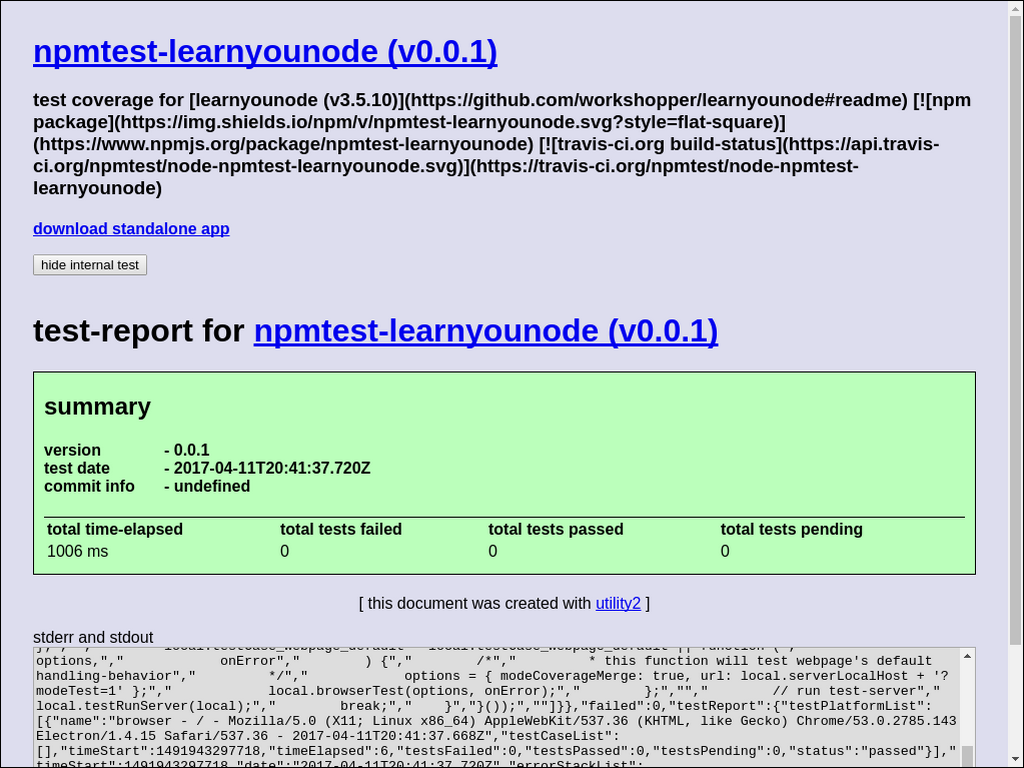 npmtest-learnyounode (v0.0.1)
test coverage for [learnyounode (v3.5.10)](https://github.com/workshopper/learnyounode#readme) [![npm
package](https://img.shields.io/npm/v/npmtest-learnyounode.svg?style=flat-square)]
(https://www.npmjs.org/package/npmtest-learnyounode) [![travis-ci.org build-status](https://api.travis-
ci.org/npmtest/node-npmtest-learnyounode.svg)](https://travis-ci.org/npmtest/node-npmtest-
learnyounode)
download standalone app
hide internal test
test-report for npmtest-learnyounode (v0.0.1)
summary
version - 0.0.1
test date - 2017-04-11T20:41:37.720Z
commit info - undefined
total time-elapsed total tests failed total tests passed total tests pending
1006 ms 0 0 0
[ this document was created with utility2 ]
stderr and stdout
options,"," onError"," ) {"," /*"," * this function will test webpage's default
handling-behavior"," */"," options = { modeCoverageMerge: true, url: local.serverLocalHost + '?
modeTest=1' };"," local.browserTest(options, onError);"," };",""," // run test-server","
local.testRunServer(local);"," break;"," }","}());",""]}},"failed":0,"testReport":{"testPlatformList":
[{"name":"browser - / - Mozilla/5.0 (X11; Linux x86_64) AppleWebKit/537.36 (KHTML, like Gecko) Chrome/53.0.2785.143
Electron/1.4.15 Safari/537.36 - 2017-04-11T20:41:37.668Z","testCaseList":
[],"timeStart":1491943297718,"timeElapsed":6,"testsFailed":0,"testsPassed":0,"testsPending":0,"status":"passed"}],"
timeStart":1491943297718,"date":"2017-04-11T20:41:37.720Z","errorStackList":